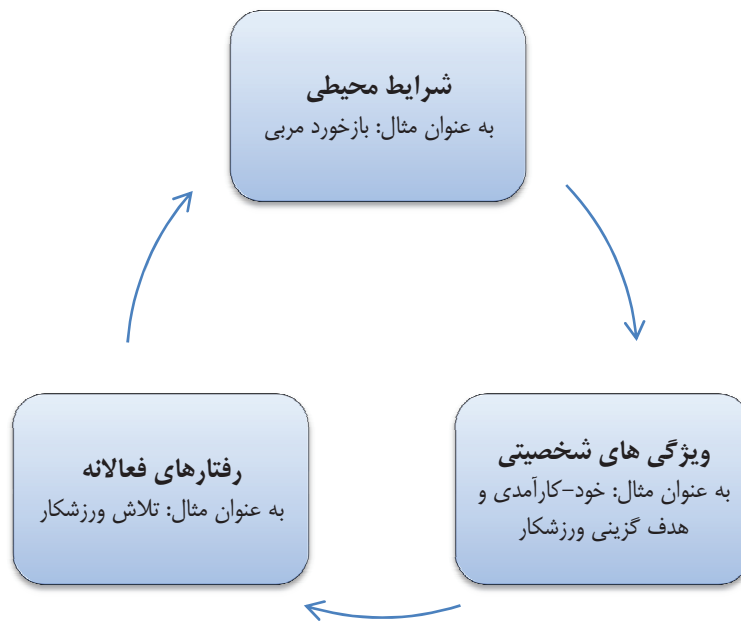 شرایط محیطی
به عنوان مثال: بازخورد مربی
ویژگی های شخصیتی
به عنوان مثال: خود-کارآمدی و
هدف گزینی ورزشکار
رفتارهای فعالانه
به عنوان مثال: تلاش ورزشکار